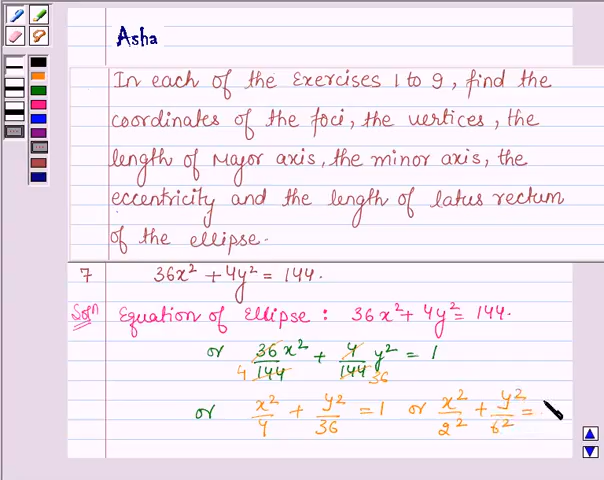 Asha
In each of the Exercises 1 to 9, find the
coordinates of the foci, the vertices, the
length of Major axis, the minor axis, the
eccentricity and the length of latus rectum
of the ellipse.
7 36x² + 4y² = 144.
Solⁿ Equation of Ellipse : 36x² + 4y² = 144.
or 36/144 x² + 4/144 y² = 1
4 36
or x²/4 + y²/36 = 1 or x²/2² + y²/6² =